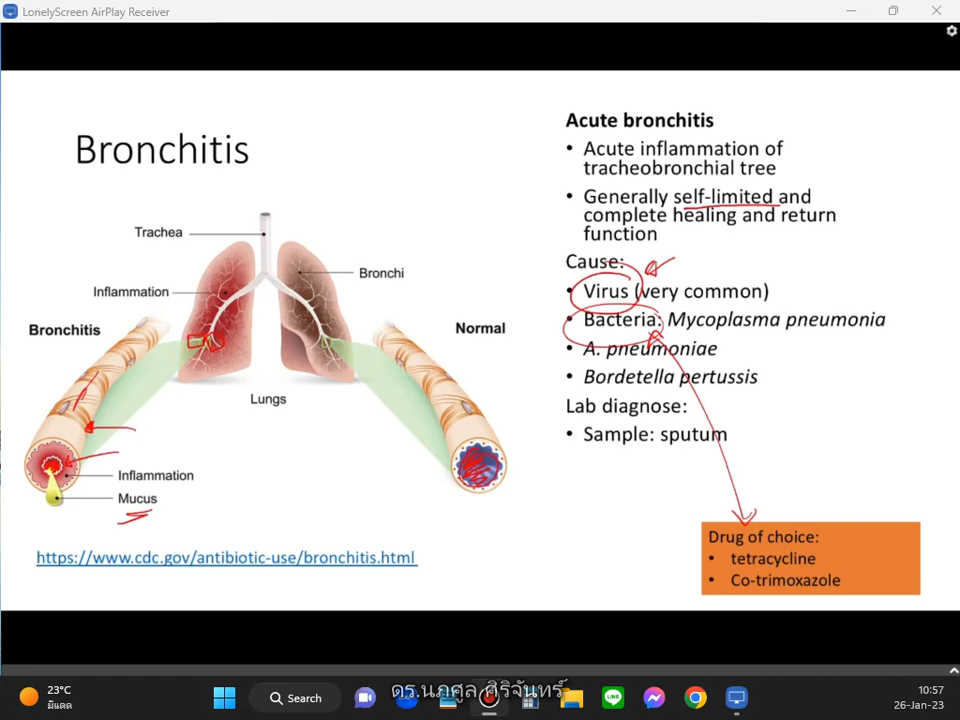 LonelyScreen AirPlay Receiver
Bronchitis
Trachea
Inflammation
Bronchi
Bronchitis
Normal
Lungs
Inflammation
Mucus
https://www.cdc.gov/antibiotic-use/bronchitis.html
Acute bronchitis
• Acute inflammation of
tracheobronchial tree
• Generally self-limited and
complete healing and return
function
Cause:
• Virus (very common)
• Bacteria: Mycoplasma pneumonia
• A. pneumoniae
• Bordetella pertussis
Lab diagnose:
• Sample: sputum
Drug of choice:
• tetracycline
• Co-trimoxazole
23°C
มีแดด
Search
ดร.นภศูล ศิริจันทร์
LINE
10:57
26-Jan-23